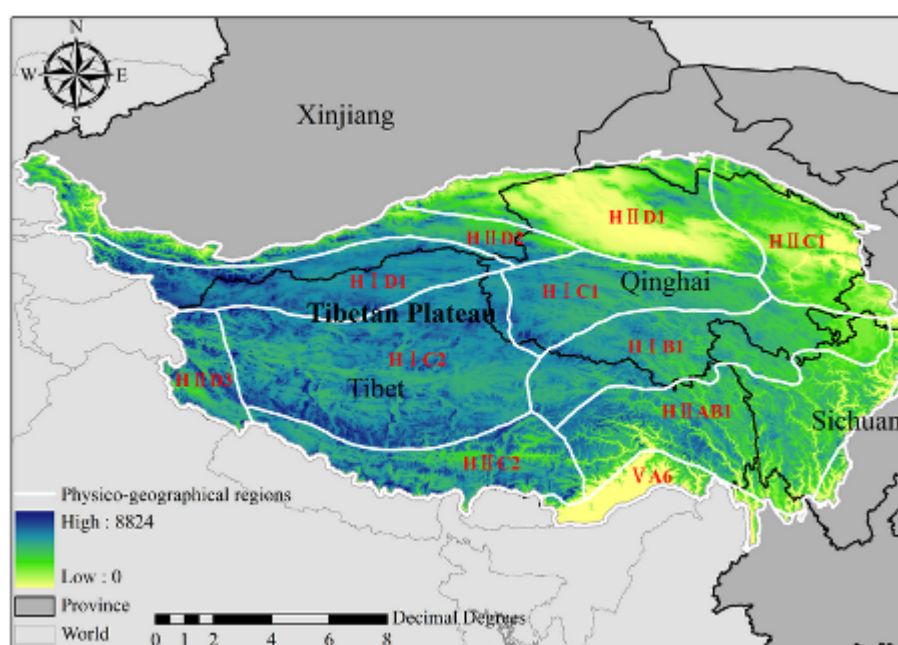 N
W E
S
Xinjiang
HⅡD1
HⅡC1
HⅡD2
HⅠD1
HⅠC1
Qinghai
Tibetan Plateau
HⅠB1
HⅠC2
HⅡD3
Tibet
HⅡAB1
Sichuan
HⅡC2
ⅤA6
Physico-geographical regions
High : 8824
Low : 0
Province
World
Decimal Degrees
0 1 2 4 6 8